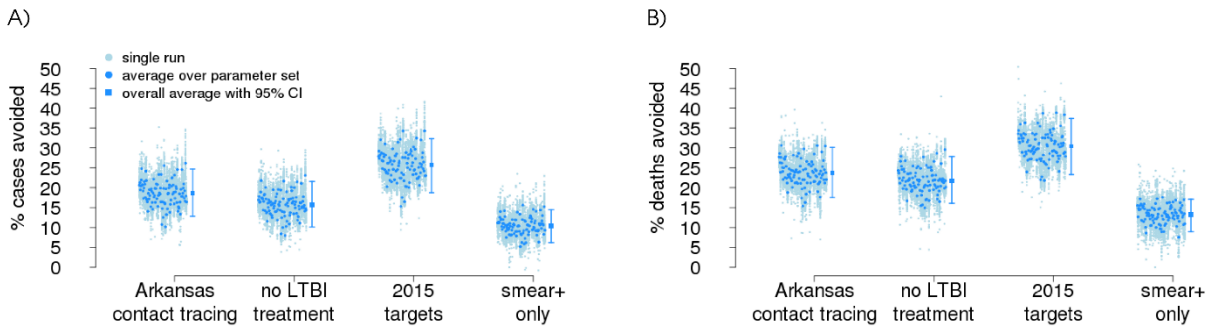 A)
single run
average over parameter set
overall average with 95% CI
% cases avoided
50
45
40
35
30
25
20
15
10
5
0
Arkansas
contact tracing
no LTBI
treatment
2015
targets
smear+
only
B)
% deaths avoided
50
45
40
35
30
25
20
15
10
5
0
Arkansas
contact tracing
no LTBI
treatment
2015
targets
smear+
only